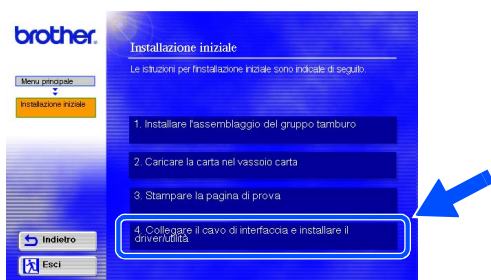 brother.
Installazione iniziale
Le istruzioni per l'installazione iniziale sono indicate di seguito.
Menu principale
Installazione iniziale
1. Installare l'assemblaggio del gruppo tamburo
2. Caricare la carta nel vassoio carta
3. Stampare la pagina di prova
4. Collegare il cavo di interfaccia e installare il
driver/utilità
Indietro
Esci